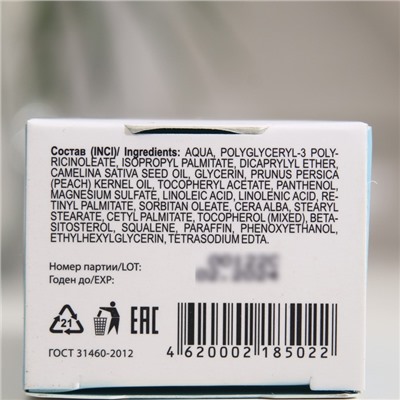 Состав (INCI)/ Ingredients: AQUA, POLYGLYCERYL-3 POLY-
RICINOLEATE, ISOPROPYL PALMITATE, DICAPRYLYL ETHER,
CAMELINA SATIVA SEED OIL, GLYCERIN, PRUNUS PERSICA
(PEACH) KERNEL OIL, TOCOPHERYL ACETATE, PANTHENOL,
MAGNESIUM SULFATE, LINOLEIC ACID, LINOLENIC ACID, RE-
TINYL PALMITATE, SORBITAN OLEATE, CERA ALBA, STEARYL
STEARATE, CETYL PALMITATE, TOCOPHEROL (MIXED), BETA-
SITOSTEROL, SQUALENE, PARAFFIN, PHENOXYETHANOL,
ETHYLHEXYLGLYCERIN, TETRASODIUM EDTA.
Номер партии/LOT:
Годен до/EXP:
21
EAC
ГОСТ 31460-2012
4 620002 185022